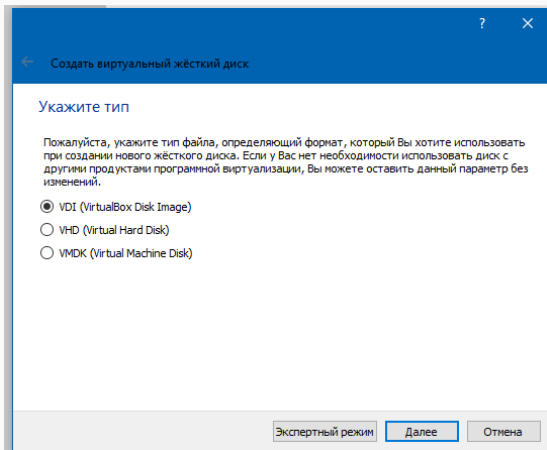 ?
Создать виртуальный жёсткий диск
Укажите тип
Пожалуйста, укажите тип файла, определяющий формат, который Вы хотите использовать
при создании нового жёсткого диска. Если у Вас нет необходимости использовать диск с
другими продуктами программной виртуализации, Вы можете оставить данный параметр без
изменений.
VDI (VirtualBox Disk Image)
VHD (Virtual Hard Disk)
VMDK (Virtual Machine Disk)
Экспертный режим Далее Отмена